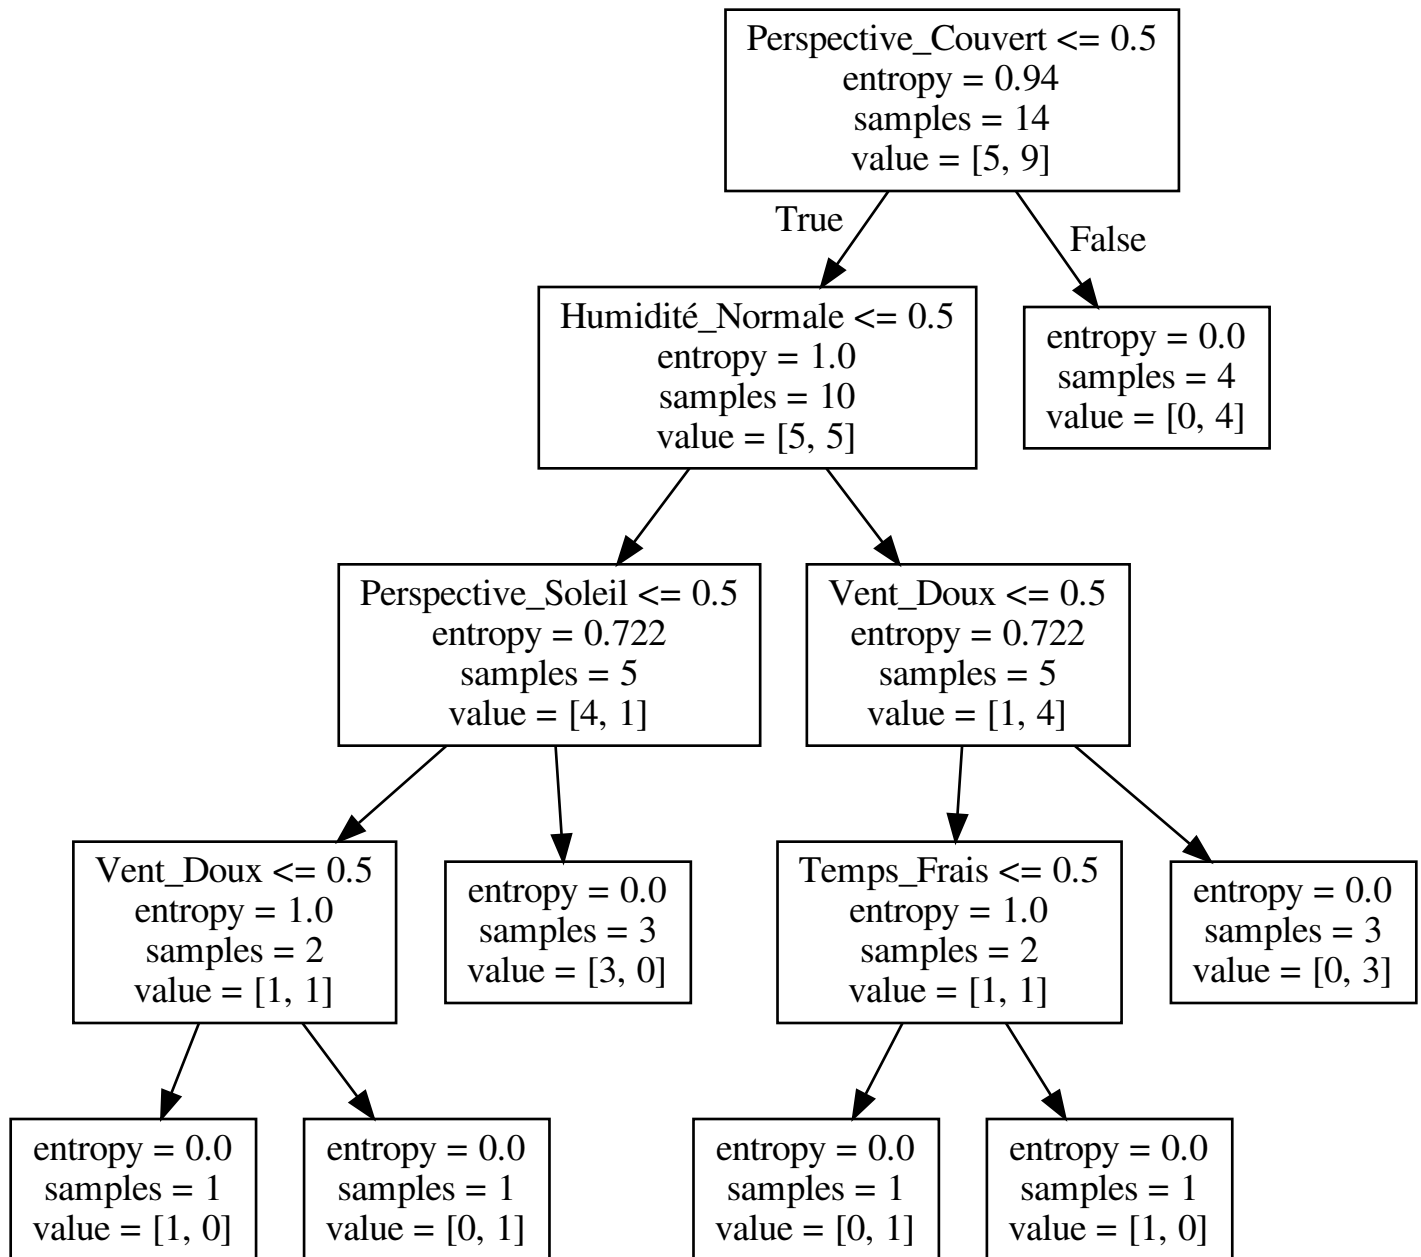 Perspective_Couvert <= 0.5
entropy = 0.94
samples = 14
value = [5, 9]
True
False
Humidité_Normale <= 0.5
entropy = 1.0
samples = 10
value = [5, 5]
entropy = 0.0
samples = 4
value = [0, 4]
Perspective_Soleil <= 0.5
entropy = 0.722
samples = 5
value = [4, 1]
Vent_Doux <= 0.5
entropy = 0.722
samples = 5
value = [1, 4]
Vent_Doux <= 0.5
entropy = 1.0
samples = 2
value = [1, 1]
entropy = 0.0
samples = 3
value = [3, 0]
Temps_Frais <= 0.5
entropy = 1.0
samples = 2
value = [1, 1]
entropy = 0.0
samples = 3
value = [0, 3]
entropy = 0.0
samples = 1
value = [1, 0]
entropy = 0.0
samples = 1
value = [0, 1]
entropy = 0.0
samples = 1
value = [0, 1]
entropy = 0.0
samples = 1
value = [1, 0]